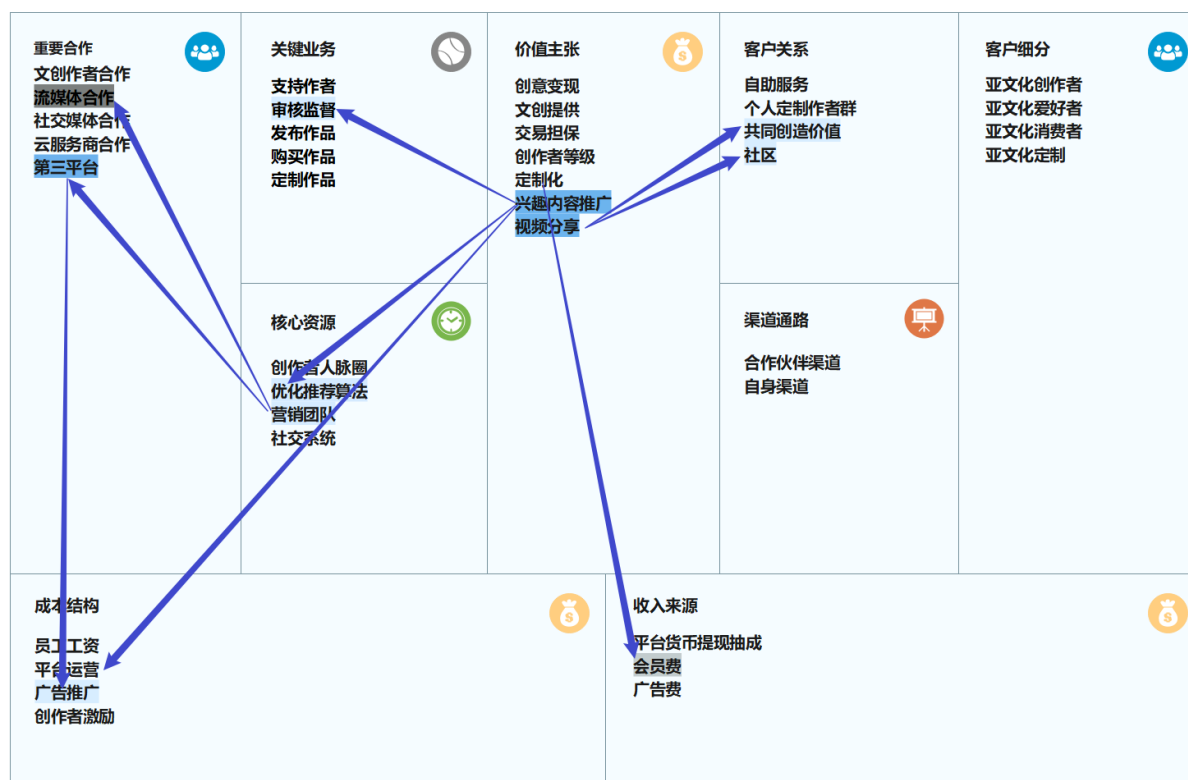 重要合作
文创作者合作
流媒体合作
社交媒体合作
云服务商合作
第三平台
关键业务
支持作者
审核监督
发布作品
购买作品
定制作品
核心资源
创作者人脉圈
优化推荐算法
营销团队
社交系统
价值主张
创意变现
文创提供
交易担保
创作者等级
定制化
兴趣内容推广
视频分享
客户关系
自助服务
个人定制作者群
共同创造价值
社区
渠道通路
合作伙伴渠道
自身渠道
客户细分
亚文化创作者
亚文化爱好者
亚文化消费者
亚文化定制
成本结构
员工工资
平台运营
广告推广
创作者激励
收入来源
平台货币提现抽成
会员费
广告费